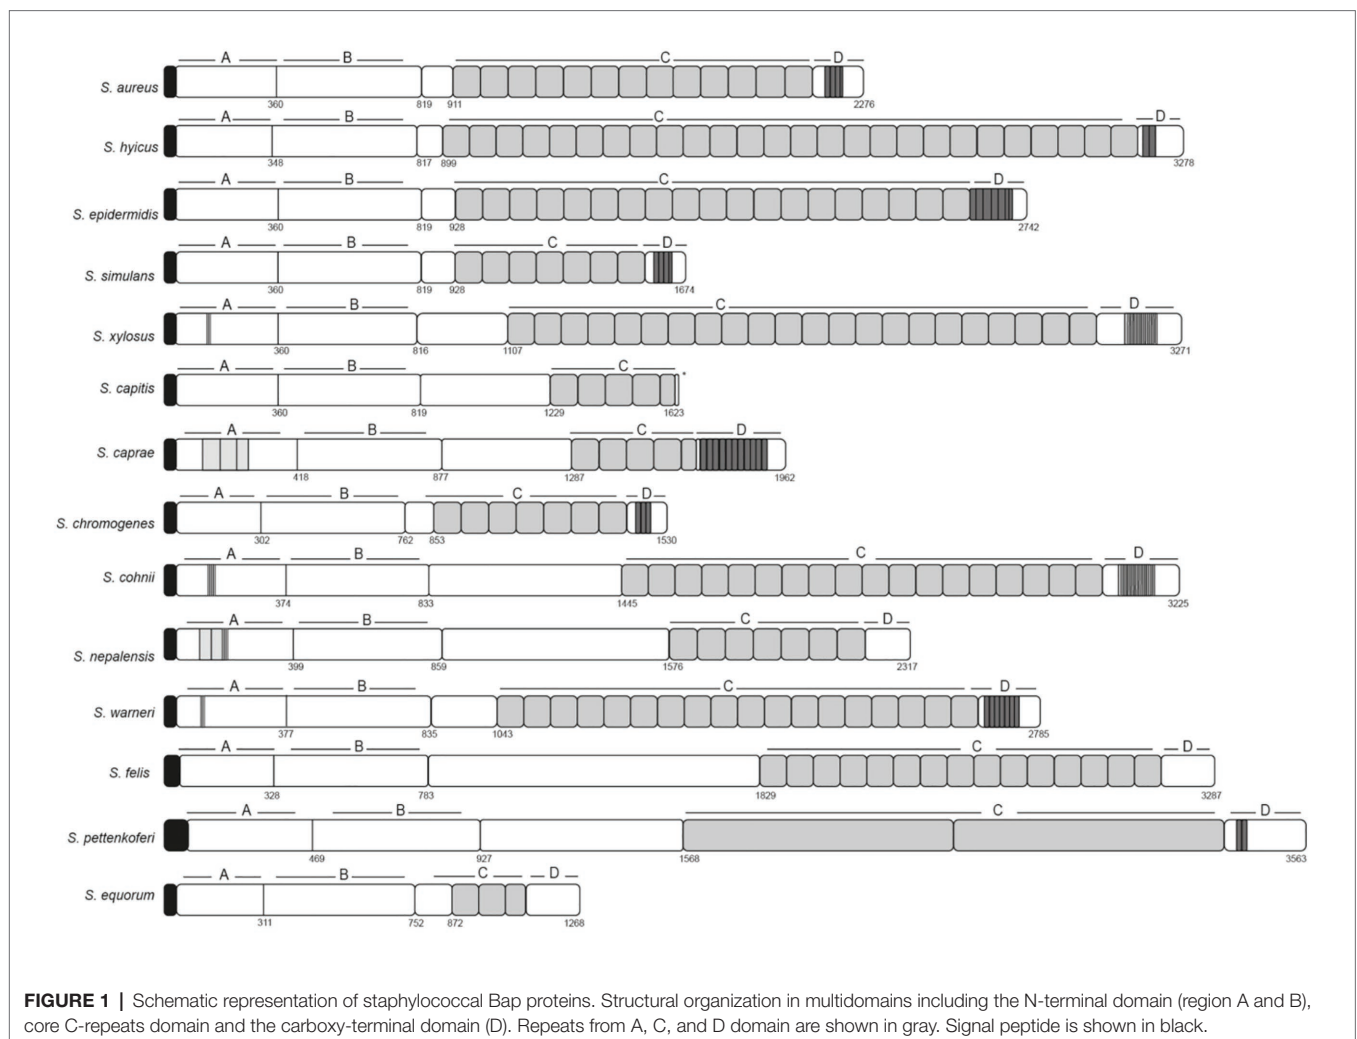 A B C D
S. aureus
360 819 911 2276
A B C D
S. hyicus
348 817 899 3278
A B C D
S. epidermidis
360 819 928 2742
A B C D
S. simulans
360 819 928 1674
A B C D
S. xylosus
360 816 1107 3271
A B C *
S. capitis
360 819 1229 1623
A B C D
S. caprae
418 877 1287 1962
A B C D
S. chromogenes
302 762 853 1530
A B C D
S. cohnii
374 833 1445 3225
A B C D
S. nepalensis
399 859 1576 2317
A B C D
S. warneri
377 835 1043 2785
A B C D
S. felis
328 783 1829 3287
A B C D
S. pettenkoferi
469 927 1568 3563
A B C D
S. equorum
311 752 872 1268
FIGURE 1 | Schematic representation of staphylococcal Bap proteins. Structural organization in multidomains including the N-terminal domain (region A and B),
core C-repeats domain and the carboxy-terminal domain (D). Repeats from A, C, and D domain are shown in gray. Signal peptide is shown in black.